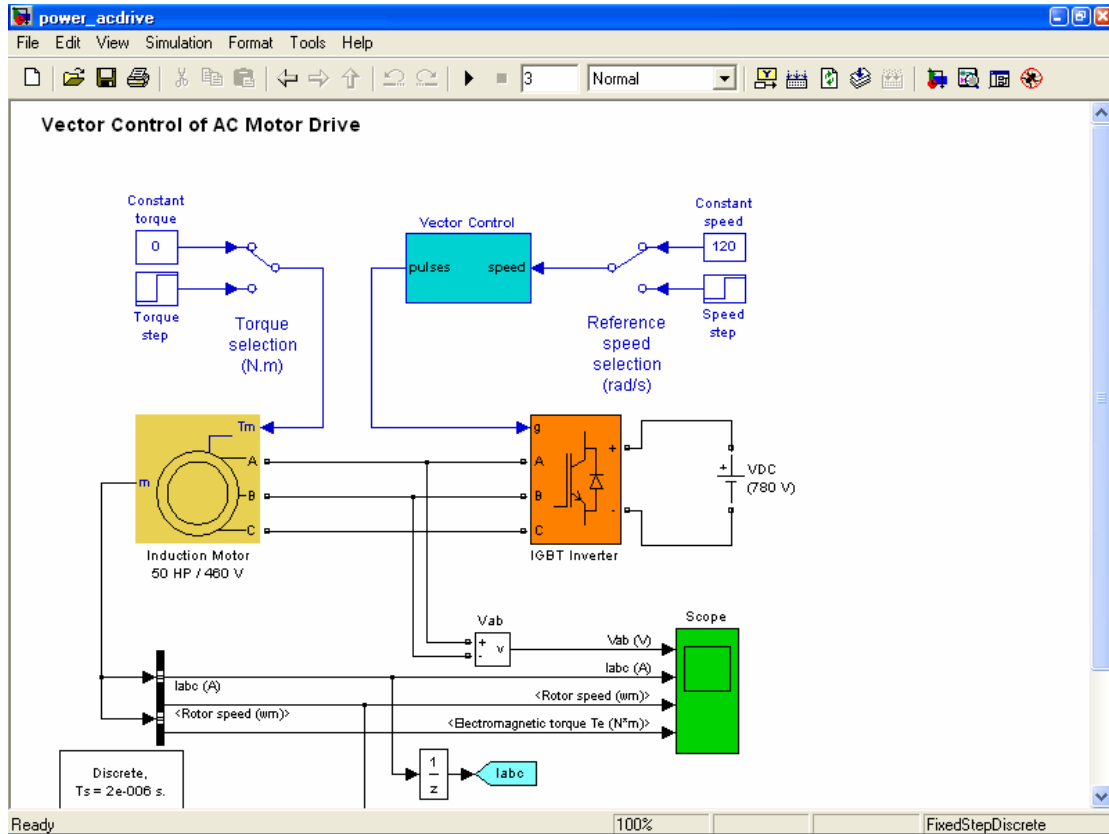 power_acdrive
File Edit View Simulation Format Tools Help
3
Normal
Vector Control of AC Motor Drive
Constant
torque
0
Torque
step
Torque
selection
(N.m)
Vector Control
pulses speed
Constant
speed
120
Speed
step
Reference
speed
selection
(rad/s)
Tm
m
A
B
C
Induction Motor
50 HP / 460 V
g
A
B
C
+
-
IGBT Inverter
+
VDC
(780 V)
Vab
+
-
v
Scope
Vab (V)
Iabc (A)
<Rotor speed (wm)>
<Electromagnetic torque Te (N*m)>
Iabc (A)
<Rotor speed (wm)>
Discrete,
Ts = 2e-006 s.
1
z
Iabc
Ready 100% FixedStepDiscrete